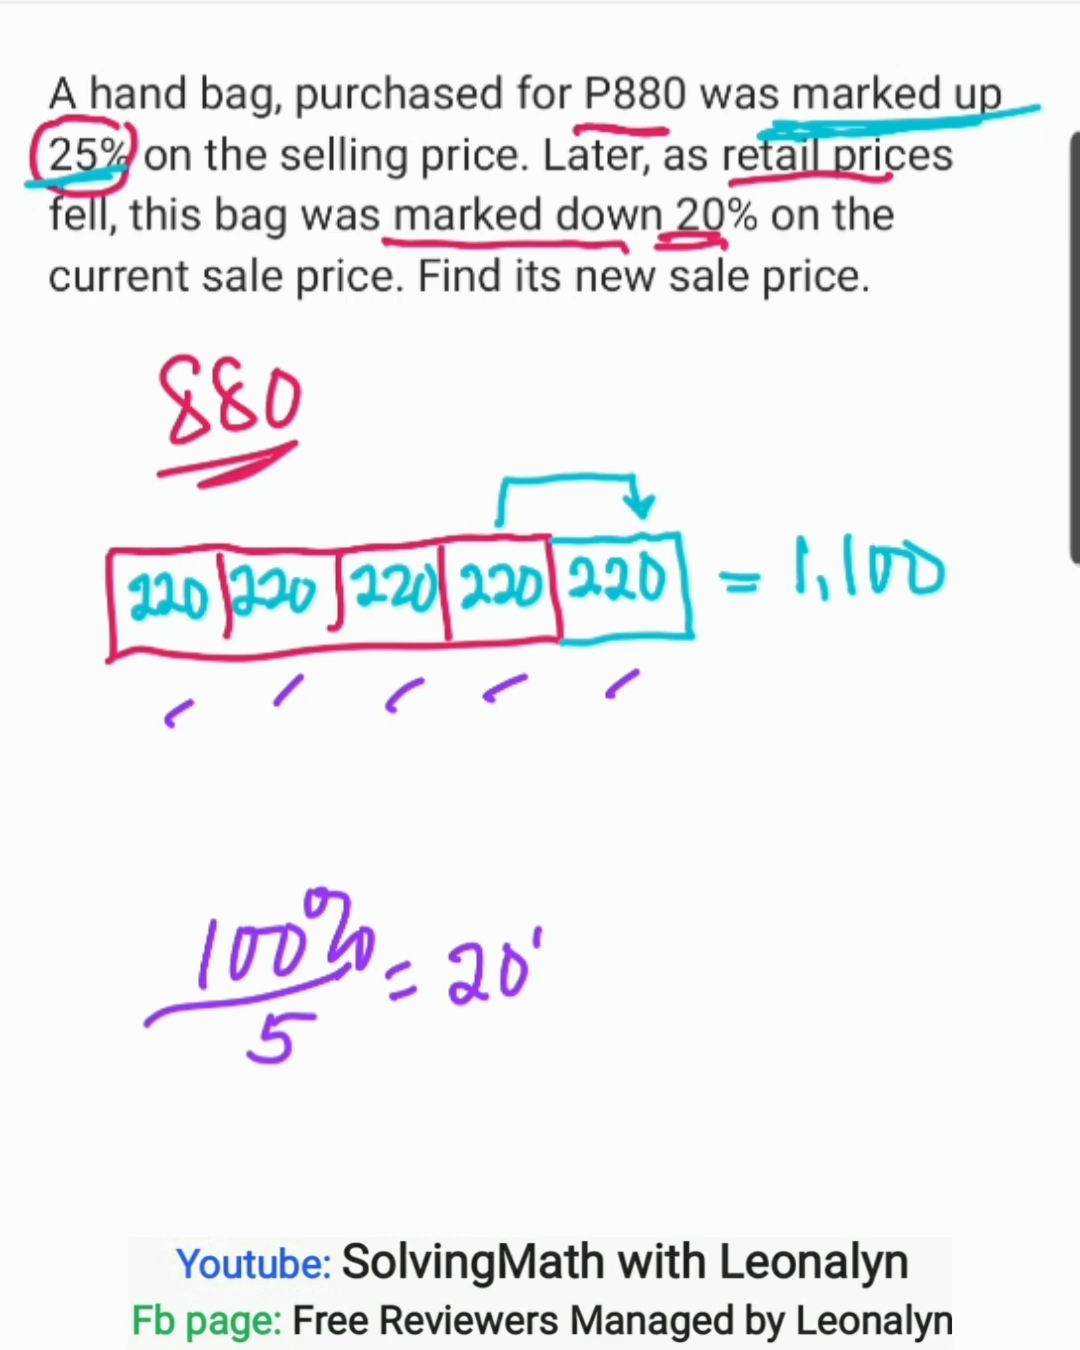 A hand bag, purchased for P880 was marked up
25% on the selling price. Later, as retail prices
fell, this bag was marked down 20% on the
current sale price. Find its new sale price.
880
220 220 220 220 220 = 1,100
100% = 20'
5
Youtube: SolvingMath with Leonalyn
Fb page: Free Reviewers Managed by Leonalyn